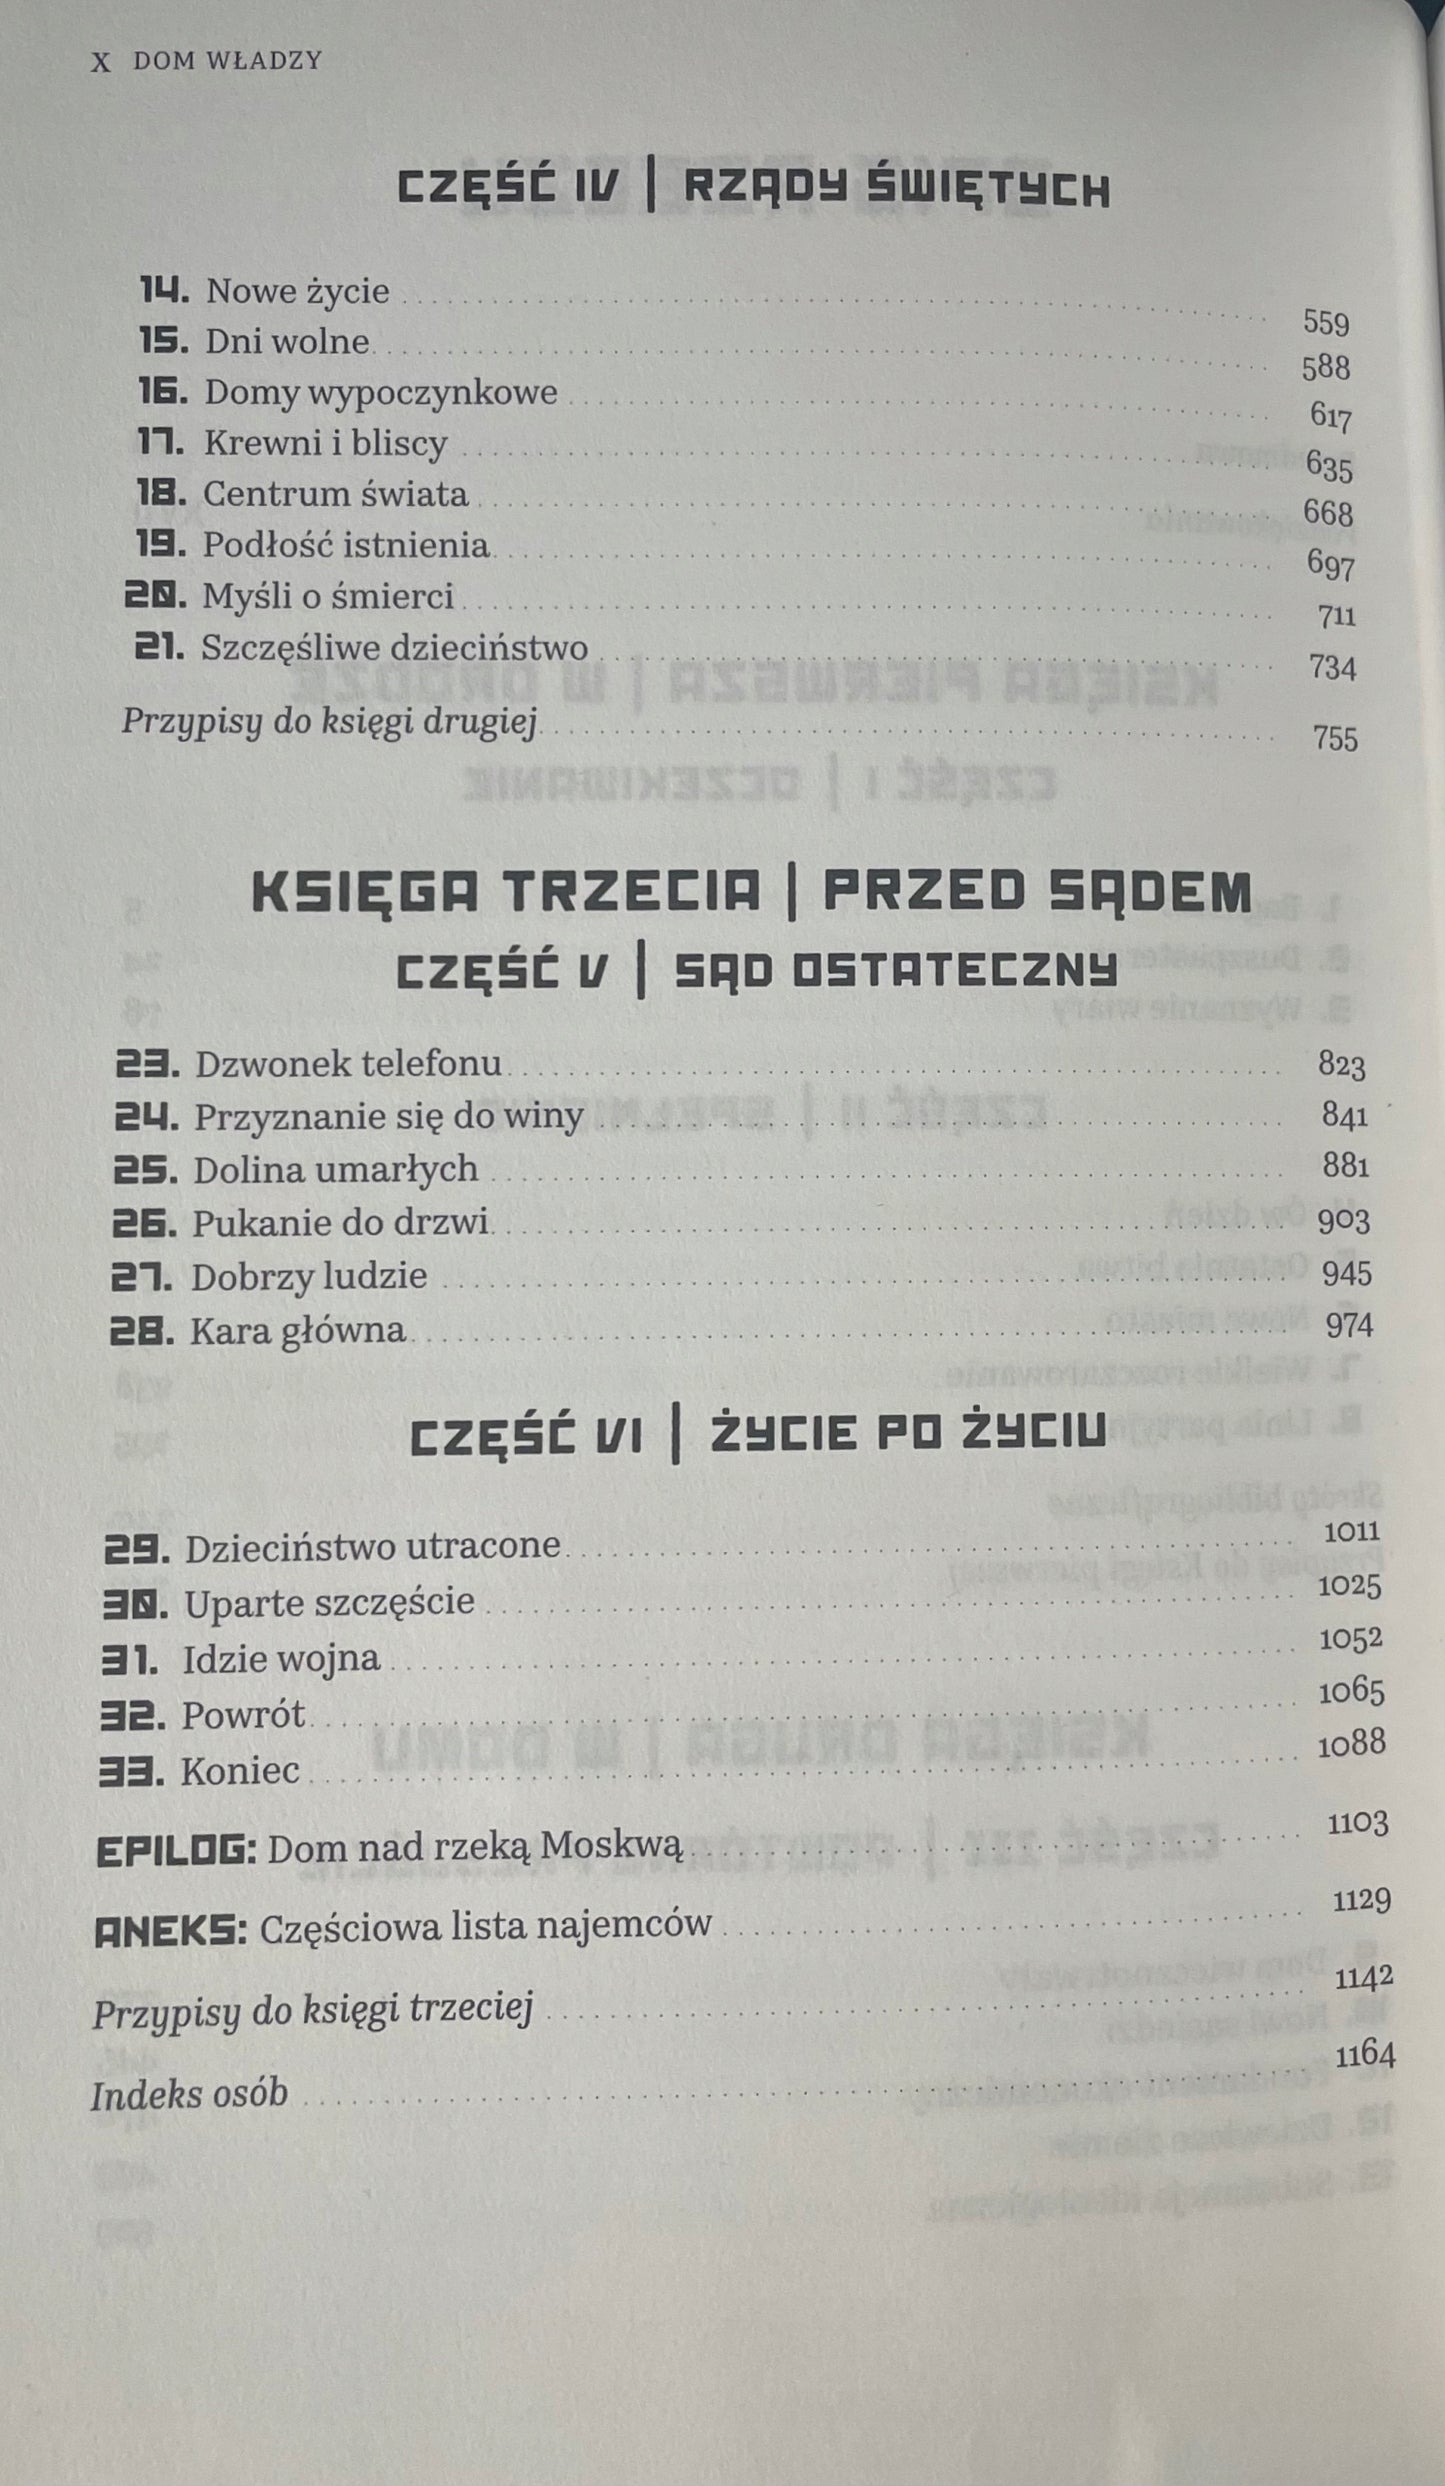 X DOM WŁADZY
CZĘŚĆ IV | RZĄDY ŚWIĘTYCH
14. Nowe życie 559
15. Dni wolne 588
16. Domy wypoczynkowe 617
17. Krewni i bliscy 635
18. Centrum świata 668
19. Podłość istnienia 697
20. Myśli o śmierci 711
21. Szczęśliwe dzieciństwo 734
Przypisy do księgi drugiej 755
KSIĘGA TRZECIA | PRZED SĄDEM
CZĘŚĆ V | SĄD OSTATECZNY
23. Dzwonek telefonu 823
24. Przyznanie się do winy 841
25. Dolina umarłych 881
26. Pukanie do drzwi 903
27. Dobrzy ludzie 945
28. Kara główna 974
CZĘŚĆ VI | ŻYCIE PO ŻYCIU
29. Dzieciństwo utracone 1011
30. Uparte szczęście 1025
31. Idzie wojna 1052
32. Powrót 1065
33. Koniec 1088
EPILOG: Dom nad rzeką Moskwą 1103
ANEKS: Częściowa lista najemców 1129
Przypisy do księgi trzeciej 1142
Indeks osób 1164